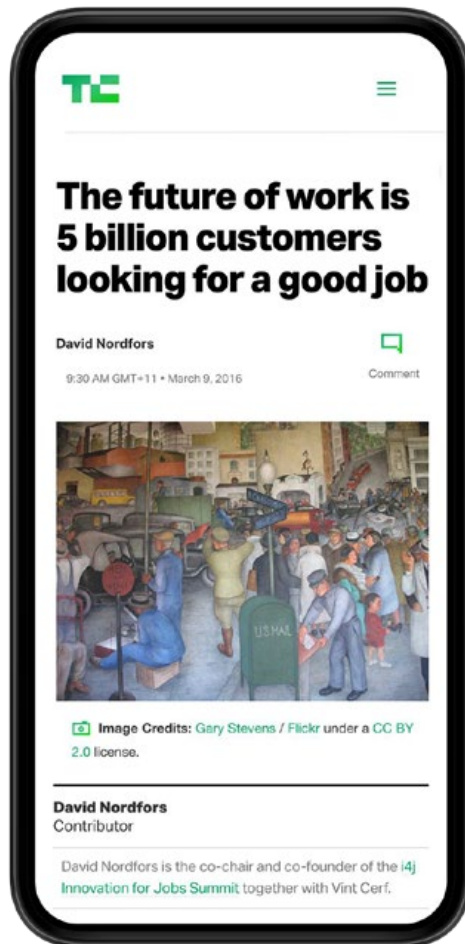 TC
The future of work is
5 billion customers
looking for a good job
David Nordfors
9:30 AM GMT+11 • March 9, 2016
Comment
U.S. MAIL
Image Credits: Gary Stevens / Flickr under a CC BY
2.0 license.
David Nordfors
Contributor
David Nordfors is the co-chair and co-founder of the i4j
Innovation for Jobs Summit together with Vint Cerf.